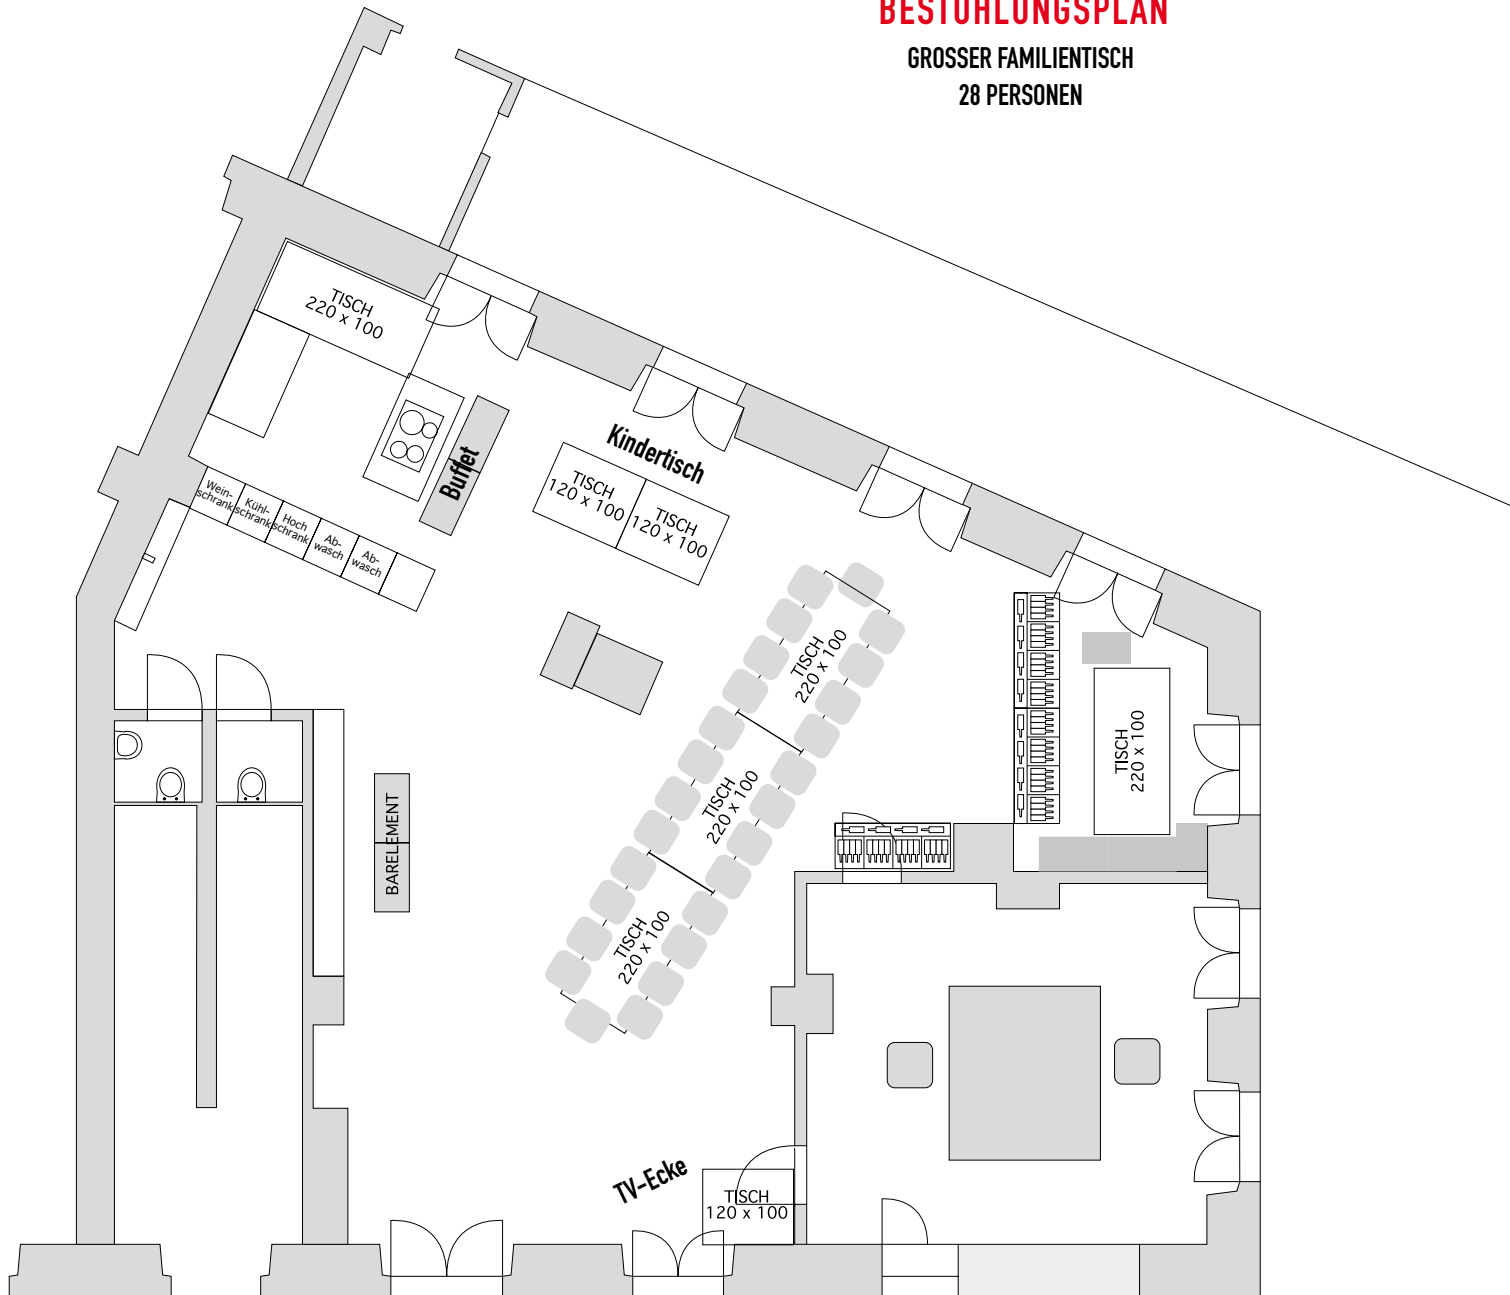 BESTUHLUNGSPLAN
GROSSER FAMILIENTISCH
28 PERSONEN
TISCH
220 x 100
Buffet
Kindertisch
TISCH
120 x 100
TISCH
120 x 100
Wein-
schrank
Kühl-
schrank
Hoch
schrank
Ab-
wasch
Ab-
wasch
TISCH
220 x 100
TISCH
220 x 100
TISCH
220 x 100
TISCH
220 x 100
BARELEMENT
TV-Ecke
TISCH
120 x 100